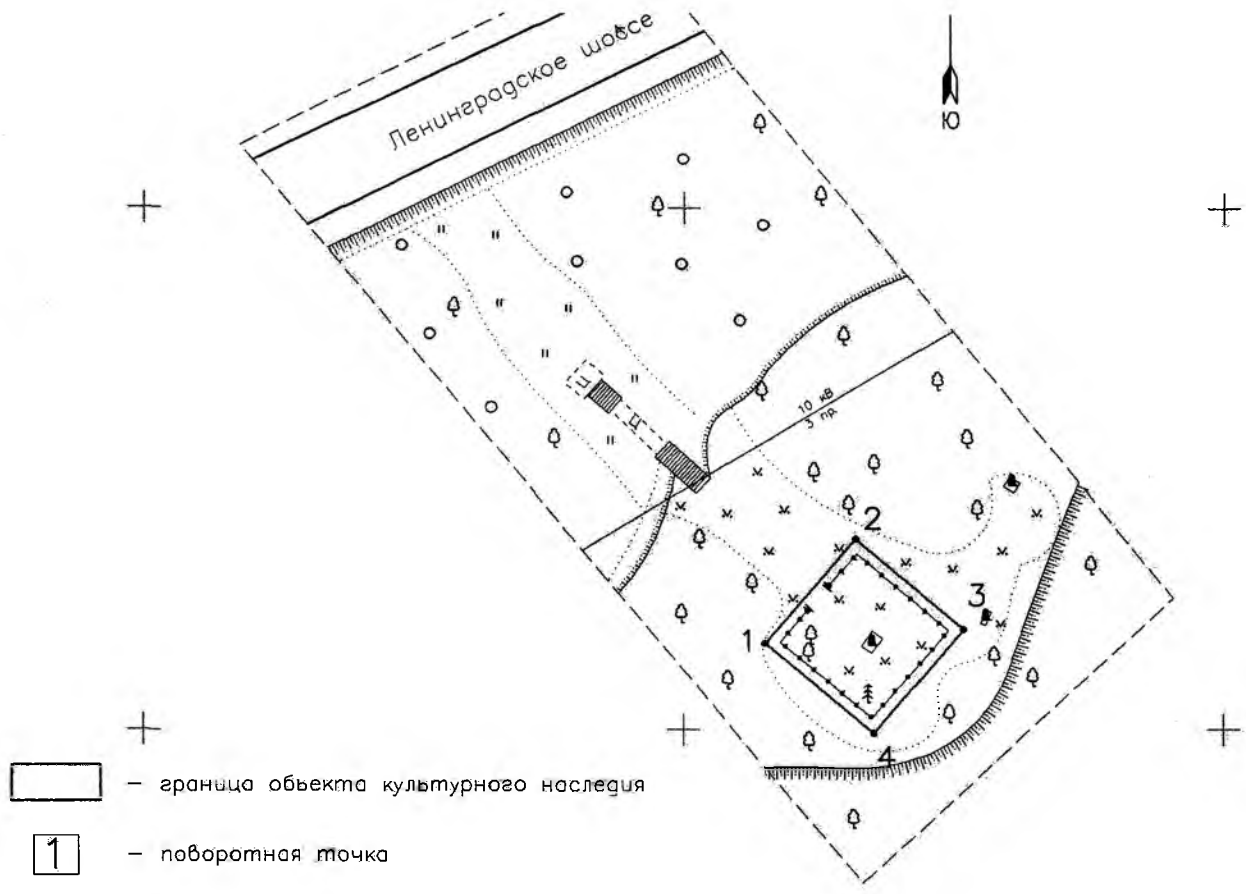 Ленинградское шоссе
Ю
ц
ц
10 кВ
3 пр.
2
3
1
4
– граница объекта культурного наследия
1 – поворотная точка